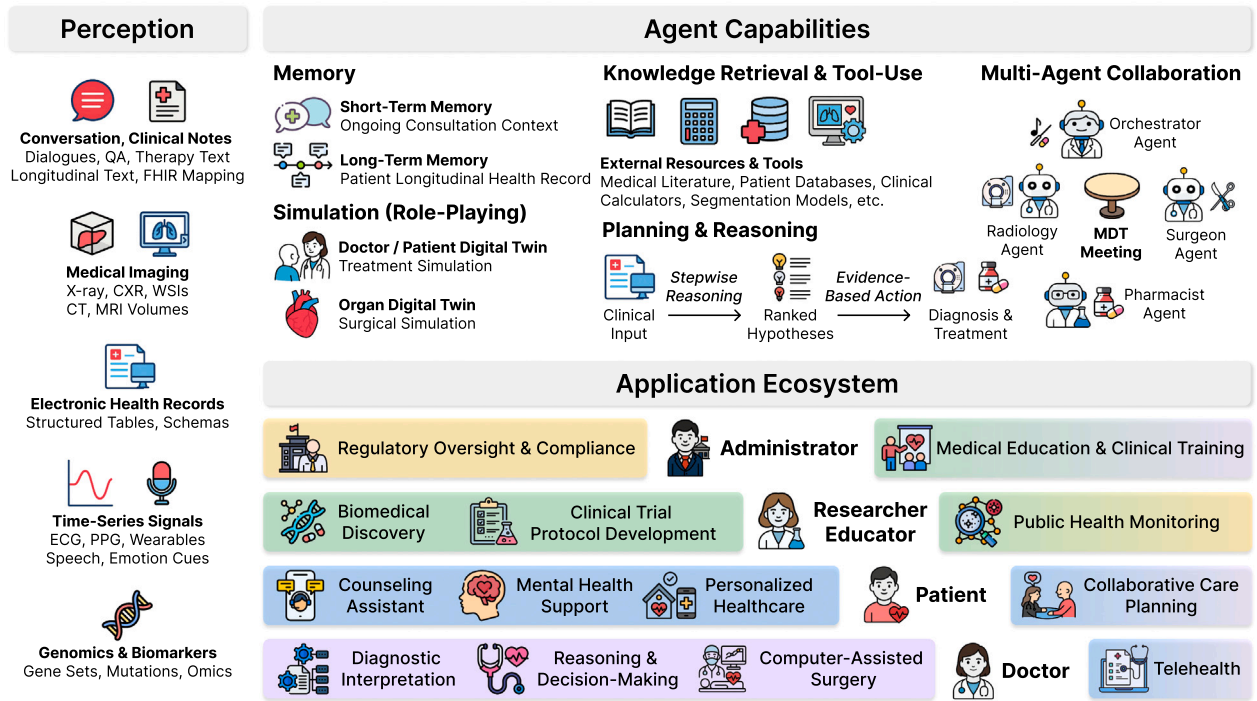 Perception
Conversation, Clinical Notes
Dialogues, QA, Therapy Text
Longitudinal Text, FHIR Mapping
Medical Imaging
X-ray, CXR, WSIs
CT, MRI Volumes
Electronic Health Records
Structured Tables, Schemas
Time-Series Signals
ECG, PPG, Wearables
Speech, Emotion Cues
Genomics & Biomarkers
Gene Sets, Mutations, Omics
Agent Capabilities
Memory
Short-Term Memory
Ongoing Consultation Context
Long-Term Memory
Patient Longitudinal Health Record
Simulation (Role-Playing)
Doctor / Patient Digital Twin
Treatment Simulation
Organ Digital Twin
Surgical Simulation
Knowledge Retrieval & Tool-Use
External Resources & Tools
Medical Literature, Patient Databases, Clinical
Calculators, Segmentation Models, etc.
Planning & Reasoning
Clinical
Input
Stepwise
Reasoning
Ranked
Hypotheses
Evidence-
Based Action
Diagnosis &
Treatment
Multi-Agent Collaboration
Orchestrator
Agent
Radiology
Agent
MDT
Meeting
Surgeon
Agent
Pharmacist
Agent
Application Ecosystem
Regulatory Oversight & Compliance
Administrator
Medical Education & Clinical Training
Biomedical
Discovery
Clinical Trial
Protocol Development
Researcher
Educator
Public Health Monitoring
Counseling
Assistant
Mental Health
Support
Personalized
Healthcare
Patient
Collaborative Care
Planning
Diagnostic
Interpretation
Reasoning &
Decision-Making
Computer-Assisted
Surgery
Doctor
Telehealth